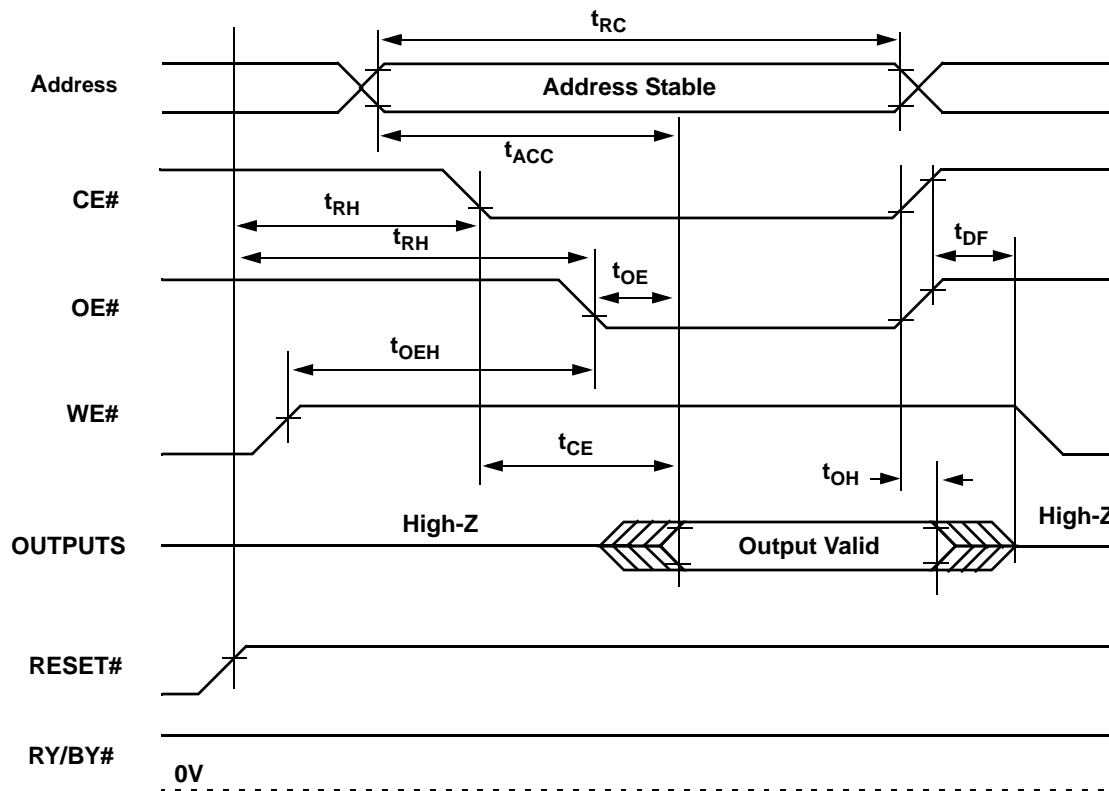 tRC
Address
Address Stable
tACC
CE#
tRH
tRH
tDF
tOE
OE#
tOEH
WE#
tCE
tOH
High-Z
High-Z
OUTPUTS
Output Valid
RESET#
RY/BY#
0V